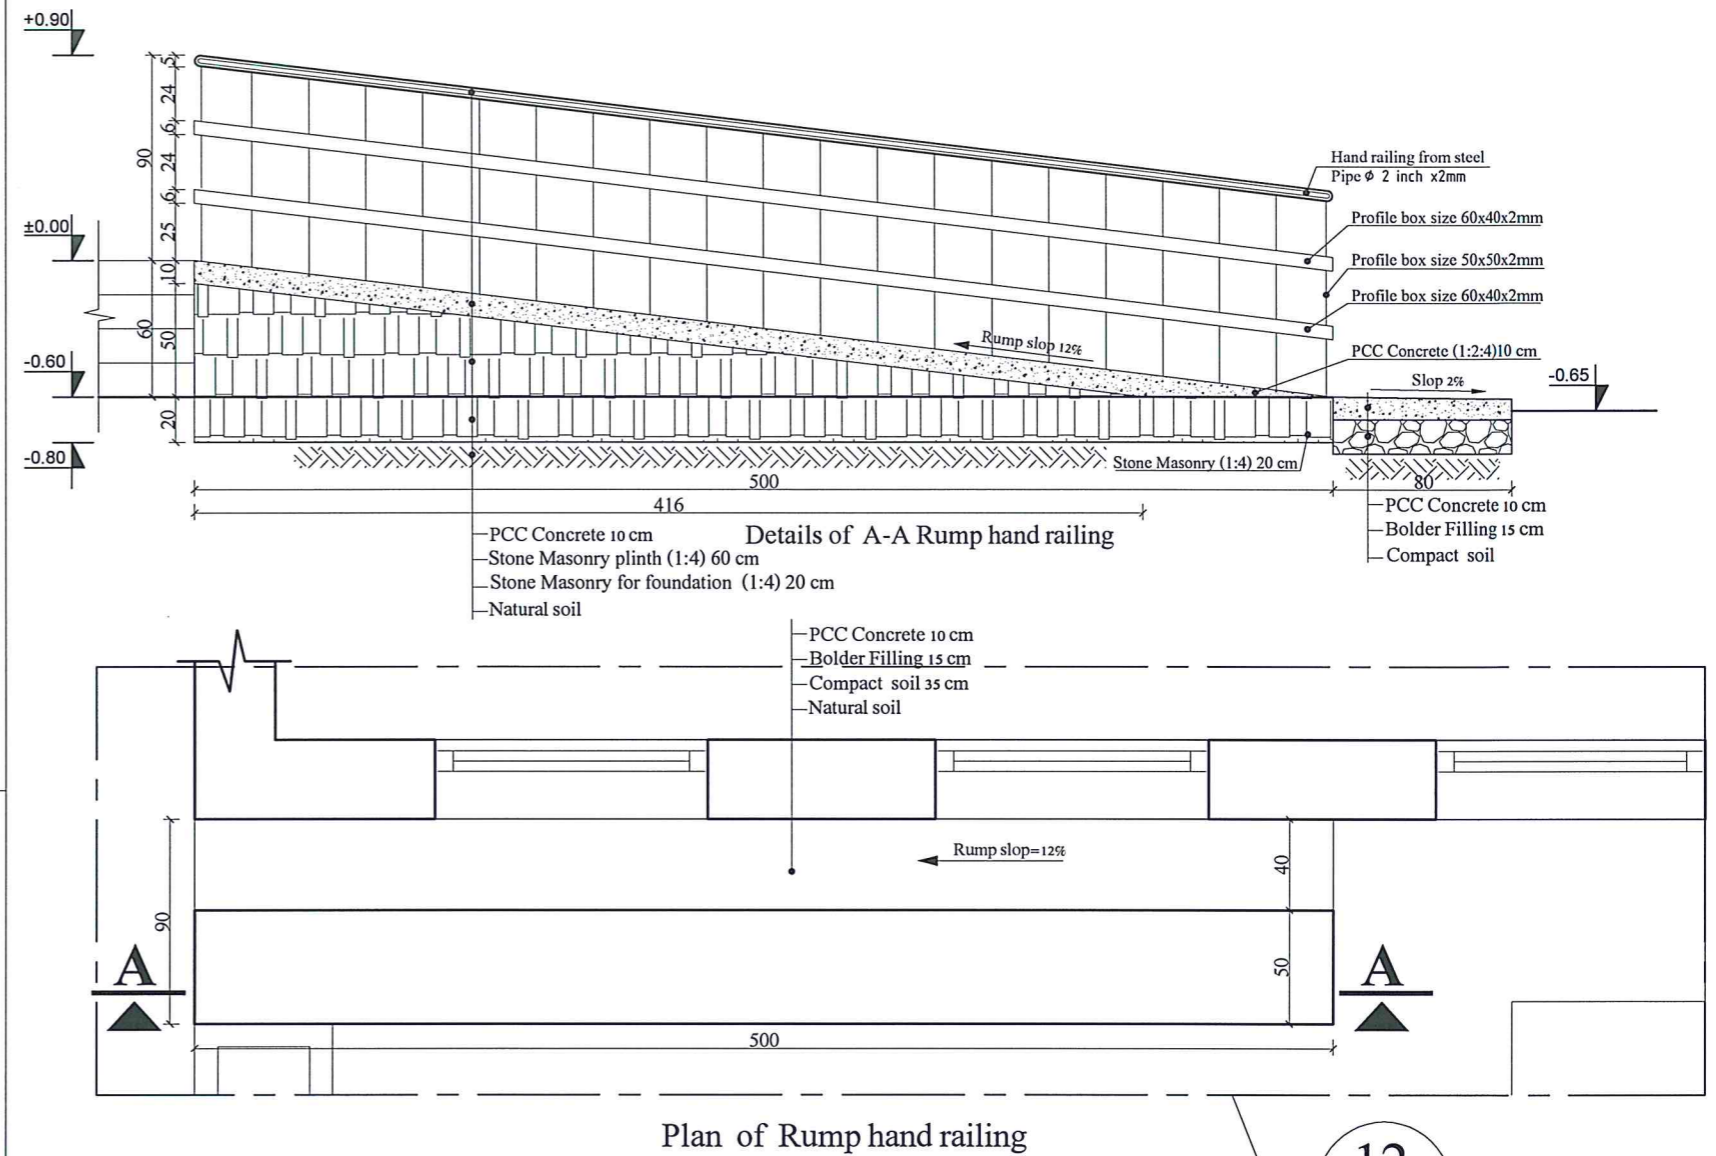 +0.90
5
24
6
24
6
25
10
50
20
90
60
±0.00
-0.60
-0.80
Hand railing from steel
Pipe ϕ 2 inch x2mm
Profile box size 60x40x2mm
Profile box size 50x50x2mm
Profile box size 60x40x2mm
PCC Concrete (1:2:4)10 cm
Rump slop 12%
Slop 2%
-0.65
Stone Masonry (1:4) 20 cm
500
80
416
Details of A-A Rump hand railing
PCC Concrete 10 cm
Stone Masonry plinth (1:4) 60 cm
Stone Masonry for foundation (1:4) 20 cm
Natural soil
PCC Concrete 10 cm
Bolder Filling 15 cm
Compact soil
PCC Concrete 10 cm
Bolder Filling 15 cm
Compact soil 35 cm
Natural soil
Rump slop=12%
40
90
50
A
A
500
Plan of Rump hand railing
12